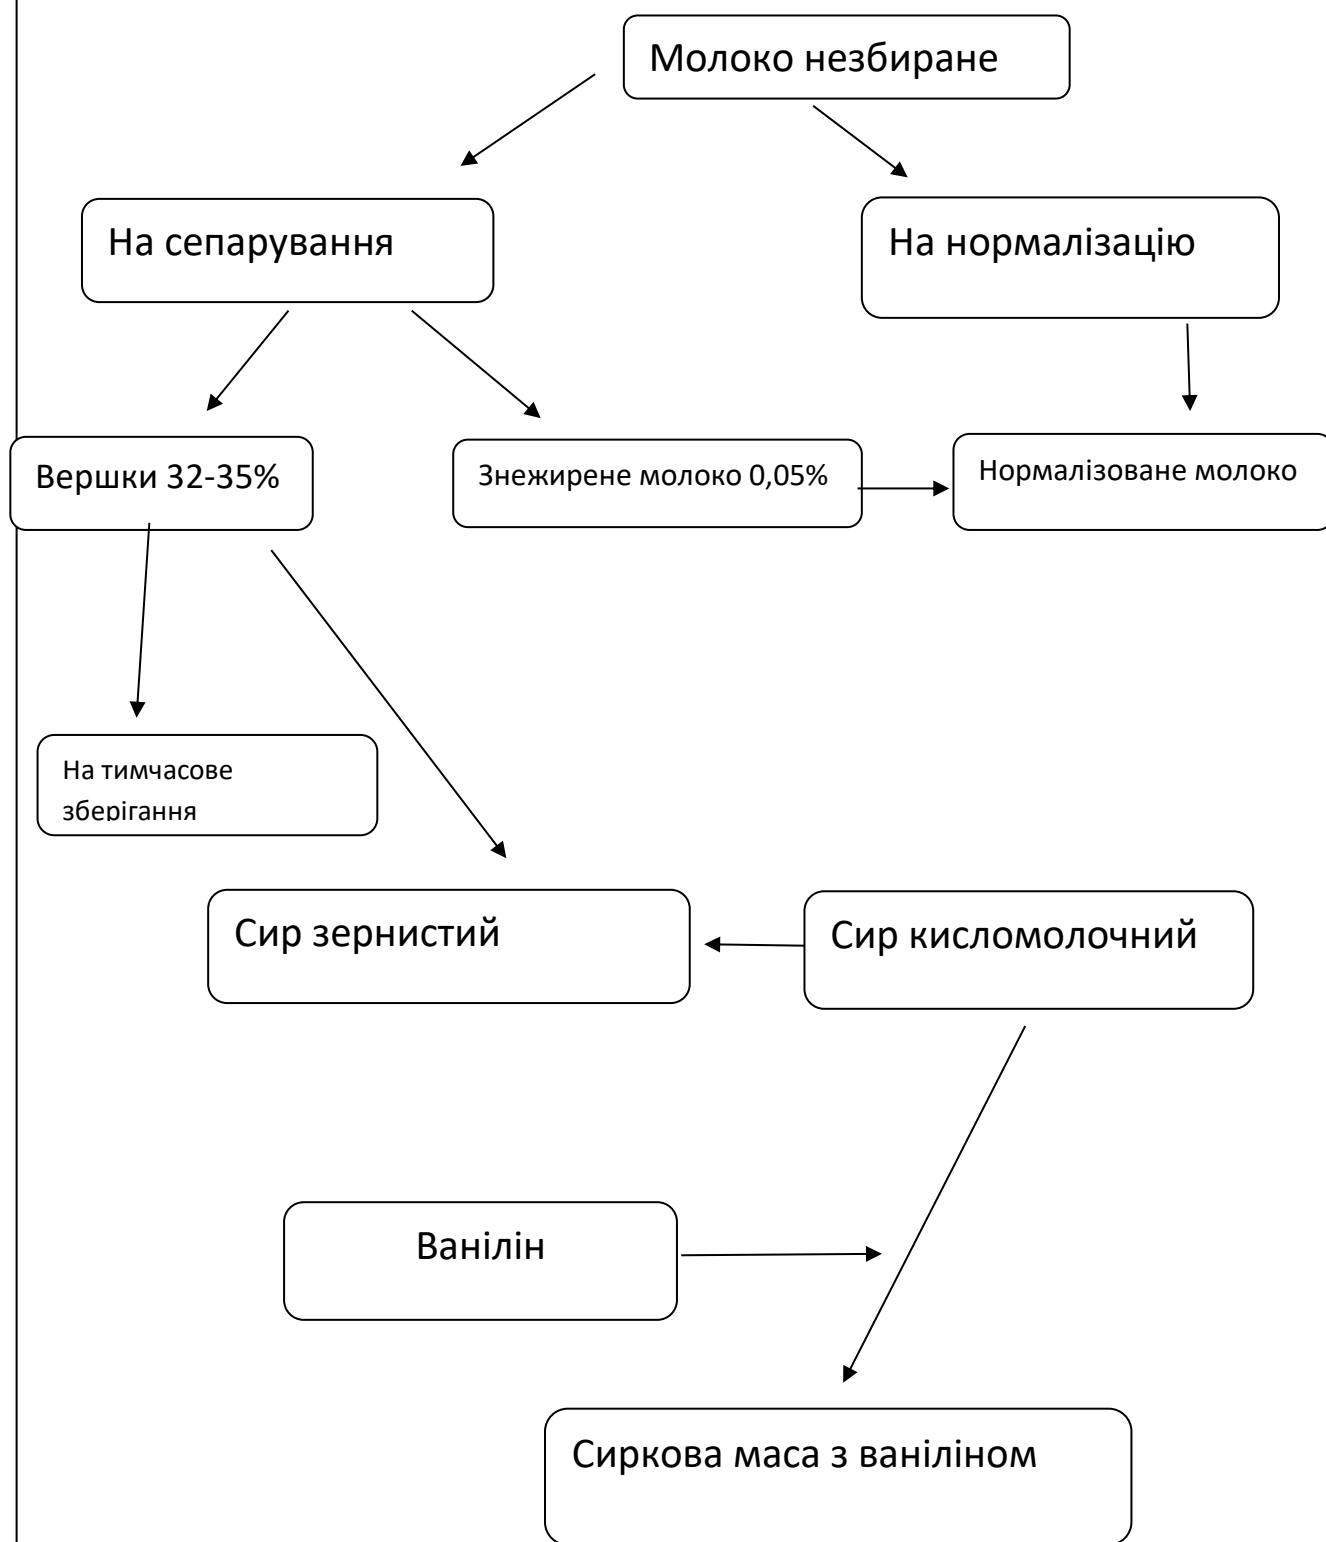 Молоко незбиране
На сепарування
На нормалізацію
Вершки 32-35%
Знежирене молоко 0,05%
Нормалізоване молоко
На тимчасове
зберігання
Сир зернистий
Сир кисломолочний
Ванілін
Сиркова маса з ваніліном